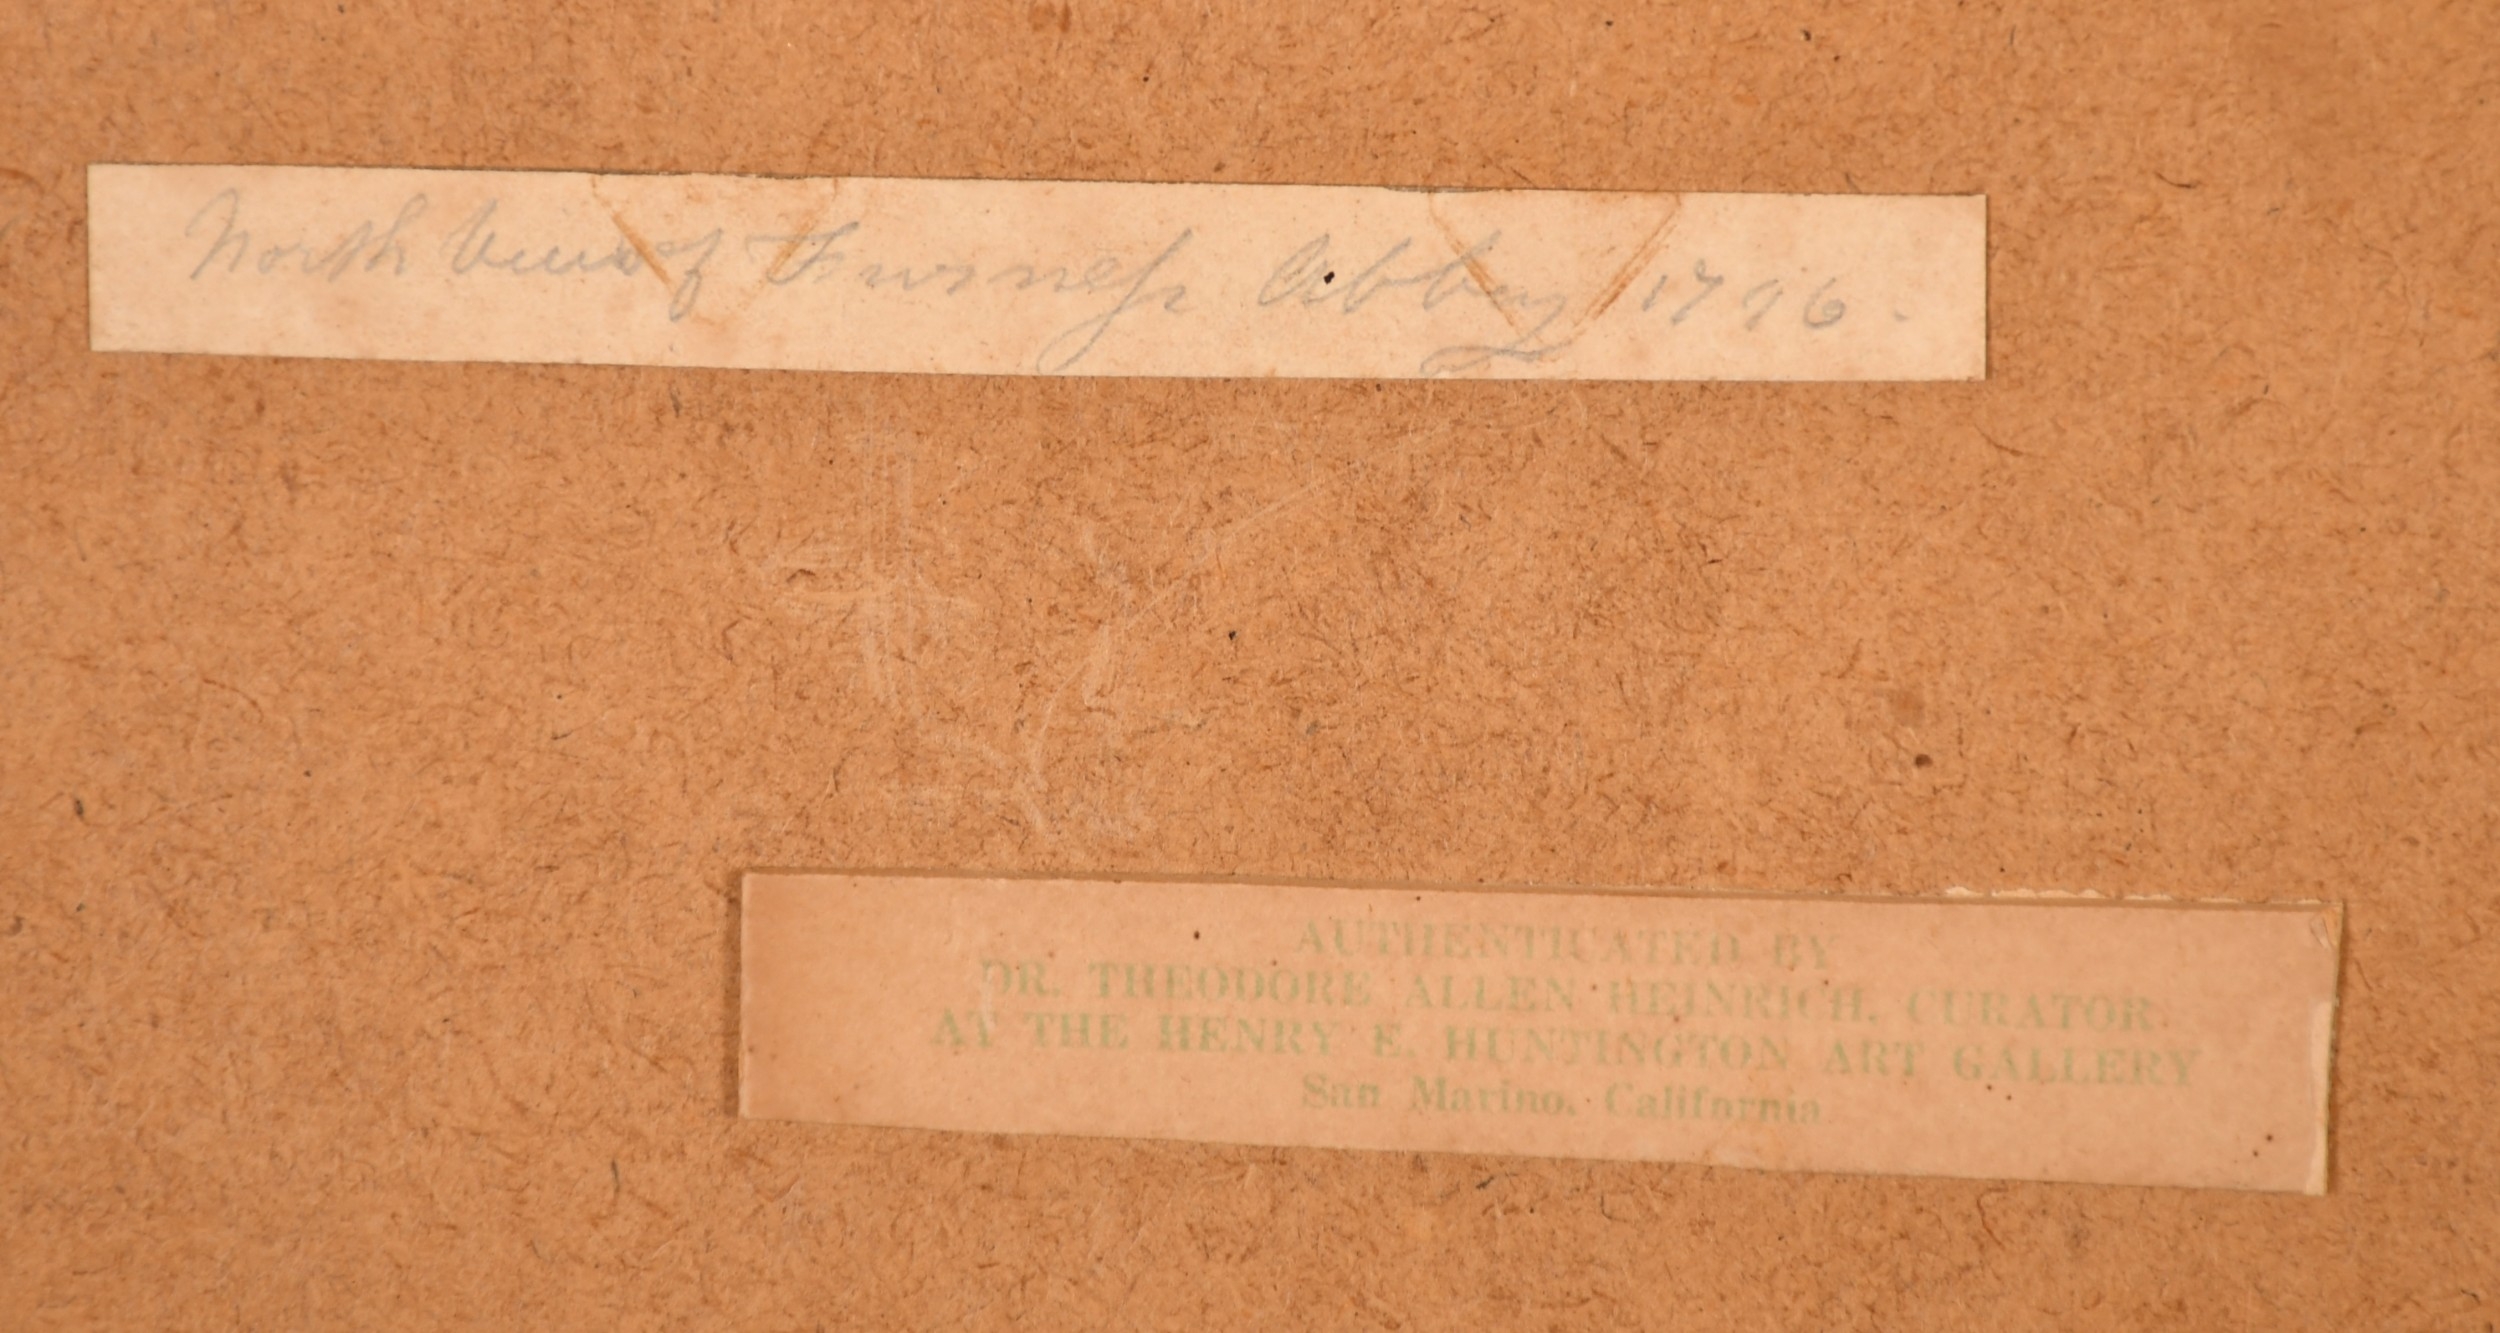 North View of Furness Abbey 1796.
AUTHENTICATED BY
DR. THEODORE ALLEN HEINRICH, CURATOR
AT THE HENRY E. HUNTINGTON ART GALLERY
San Marino, California